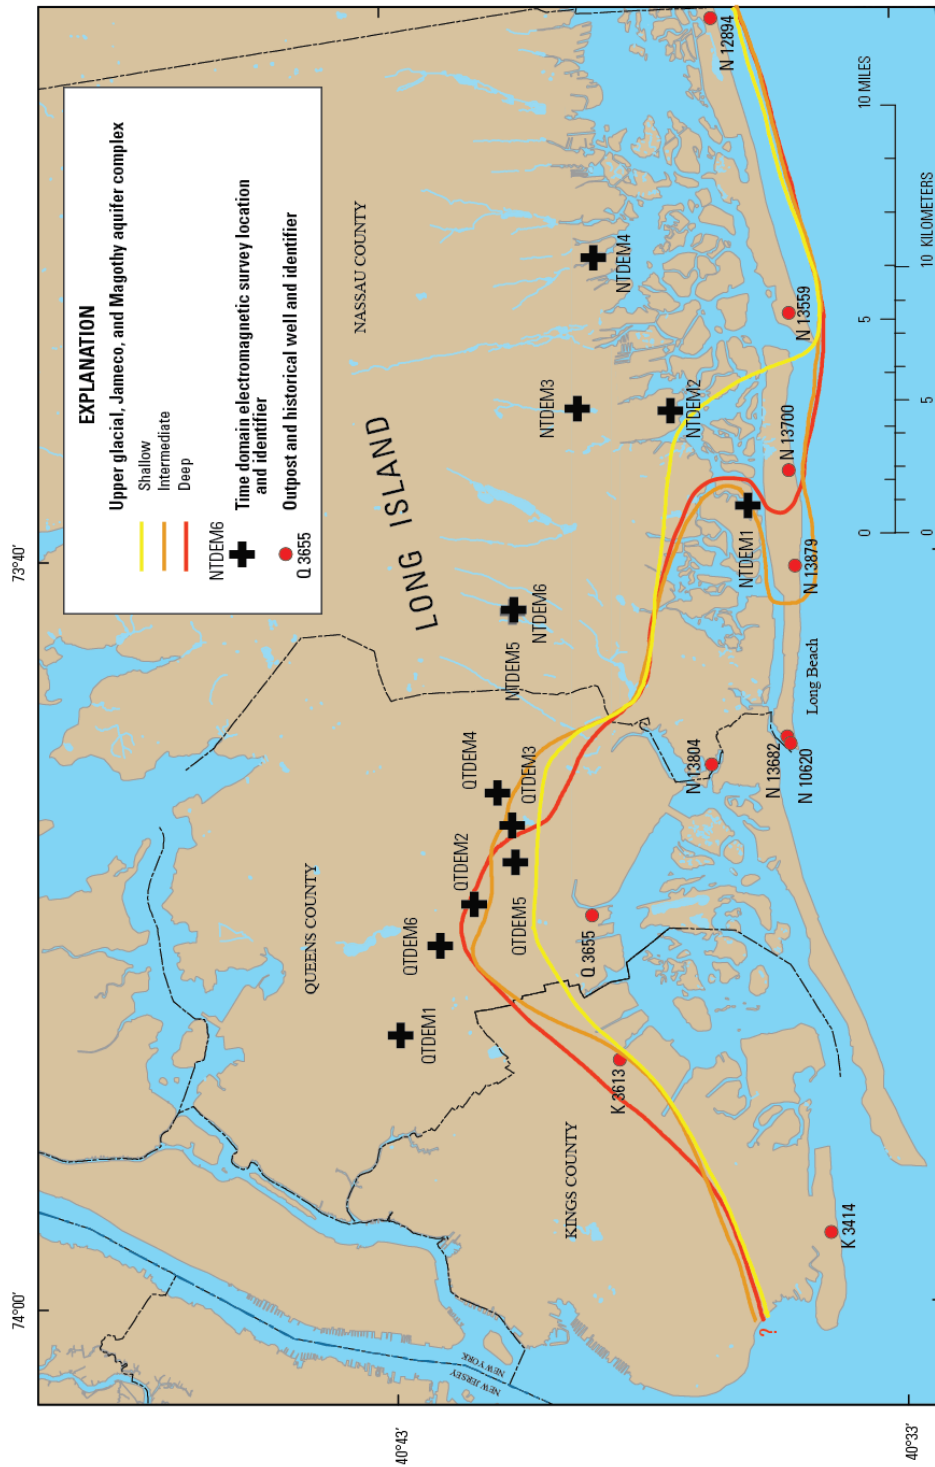 EXPLANATION
Upper glacial, Jameco, and Magothy aquifer complex
Shallow
Intermediate
Deep
NTDEM6
Time domain electromagnetic survey location
and identifier
Q 3655
Outpost and historical well and identifier
74°00′
73°40′
40°43′
40°33′
NEW JERSEY
NEW YORK
QUEENS COUNTY
KINGS COUNTY
NASSAU COUNTY
LONG ISLAND
QTDEM1
QTDEM6
QTDEM2
QTDEM5
QTDEM4
QTDEM3
NTDEM5
NTDEM6
NTDEM3
NTDEM4
NTDEM2
NTDEM1
K 3613
K 3414
Q 3655
N 13804
N 13682
N 10620
Long Beach
N 13879
N 13700
N 13559
N 12894
?
0 5 10 MILES
0 5 10 KILOMETERS